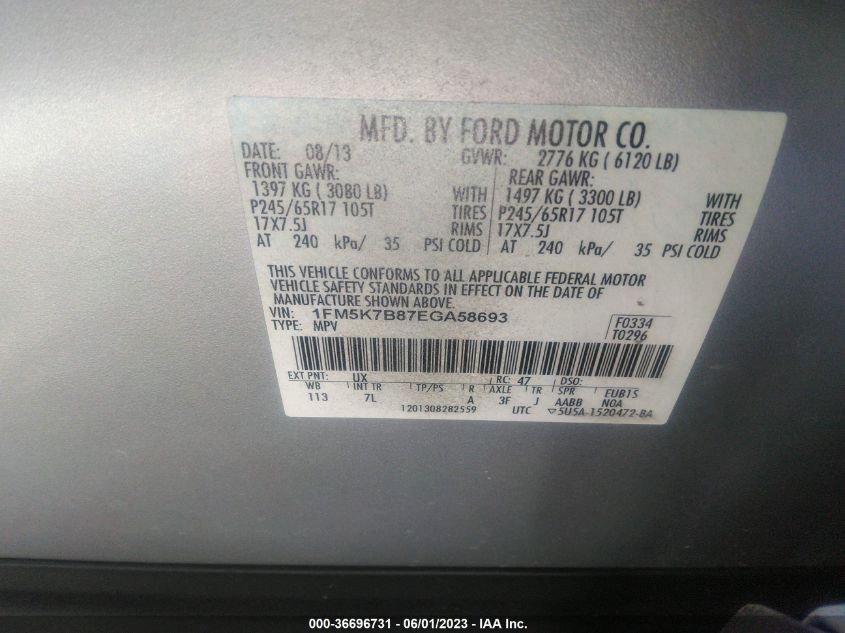 MFD. BY FORD MOTOR CO.
DATE: 08/13 GVWR: 2776 KG ( 6120 LB)
FRONT GAWR: REAR GAWR:
1397 KG ( 3080 LB) WITH 1497 KG ( 3300 LB) WITH
P245/65R17 105T TIRES P245/65R17 105T TIRES
17X7.5J RIMS 17X7.5J RIMS
AT 240 kPa/ 35 PSI COLD AT 240 kPa/ 35 PSI COLD
THIS VEHICLE CONFORMS TO ALL APPLICABLE FEDERAL MOTOR
VEHICLE SAFETY STANDARDS IN EFFECT ON THE DATE OF
MANUFACTURE SHOWN ABOVE.
VIN: 1FM5K7B87EGA58693 F0334
TYPE: MPV T0296
EXT PNT: UX RC: 47 DSO:
WB INT TR TP/PS R AXLE TR SPR EUB1S
113 7L A 3F J AABB NOA
1201308282559 UTC ▽5U5A-1520472-BA
000-36696731 - 06/01/2023 - IAA Inc.